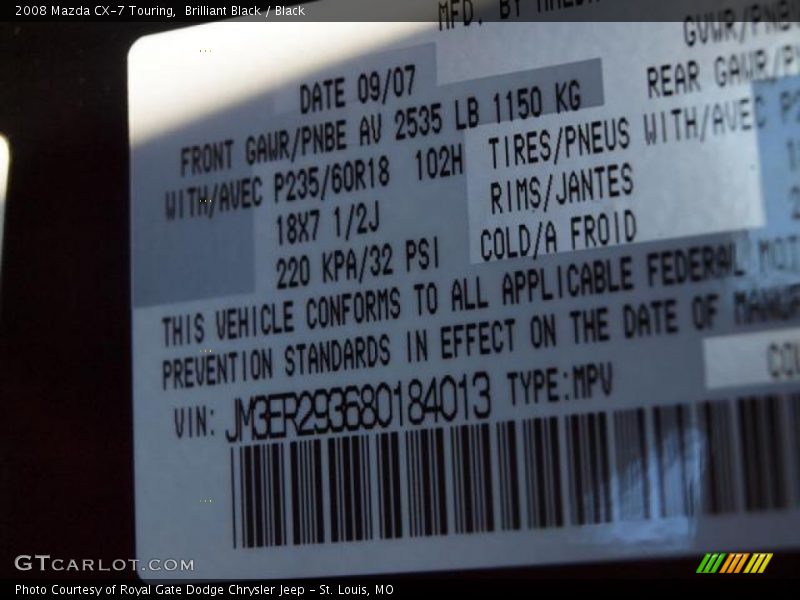 2008 Mazda CX-7 Touring, Brilliant Black / Black
MFD. BY
DATE 09/07 GVWR/PNB
FRONT GAWR/PNBE AV 2535 LB 1150 KG REAR GAWR/P
WITH/AVEC P235/60R18 102H TIRES/PNEUS WITH/AVEC P2
18X7 1/2J RIMS/JANTES
220 KPA/32 PSI COLD/A FROID
THIS VEHICLE CONFORMS TO ALL APPLICABLE FEDERAL MOT
PREVENTION STANDARDS IN EFFECT ON THE DATE OF MANUF
VIN: JM3ER293680184013 TYPE:MPV
GTCARLOT.COM
Photo Courtesy of Royal Gate Dodge Chrysler Jeep - St. Louis, MO